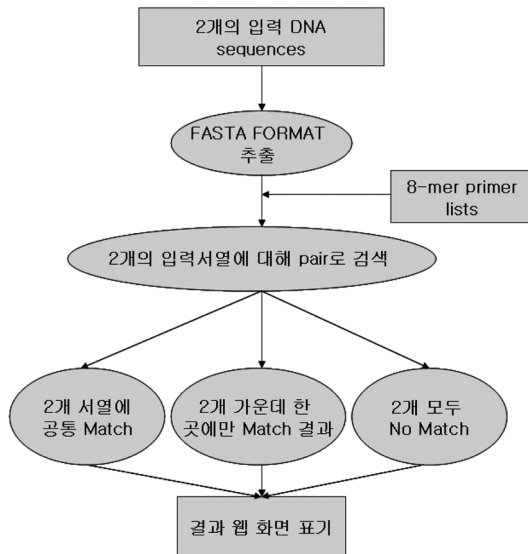 2개의 입력 DNA
sequences
FASTA FORMAT
추출
8-mer primer
lists
2개의 입력서열에 대해 pair로 검색
2개 서열에
공통 Match
2개 가운데 한
곳에만 Match 결과
2개 모두
No Match
결과 웹 화면 표기